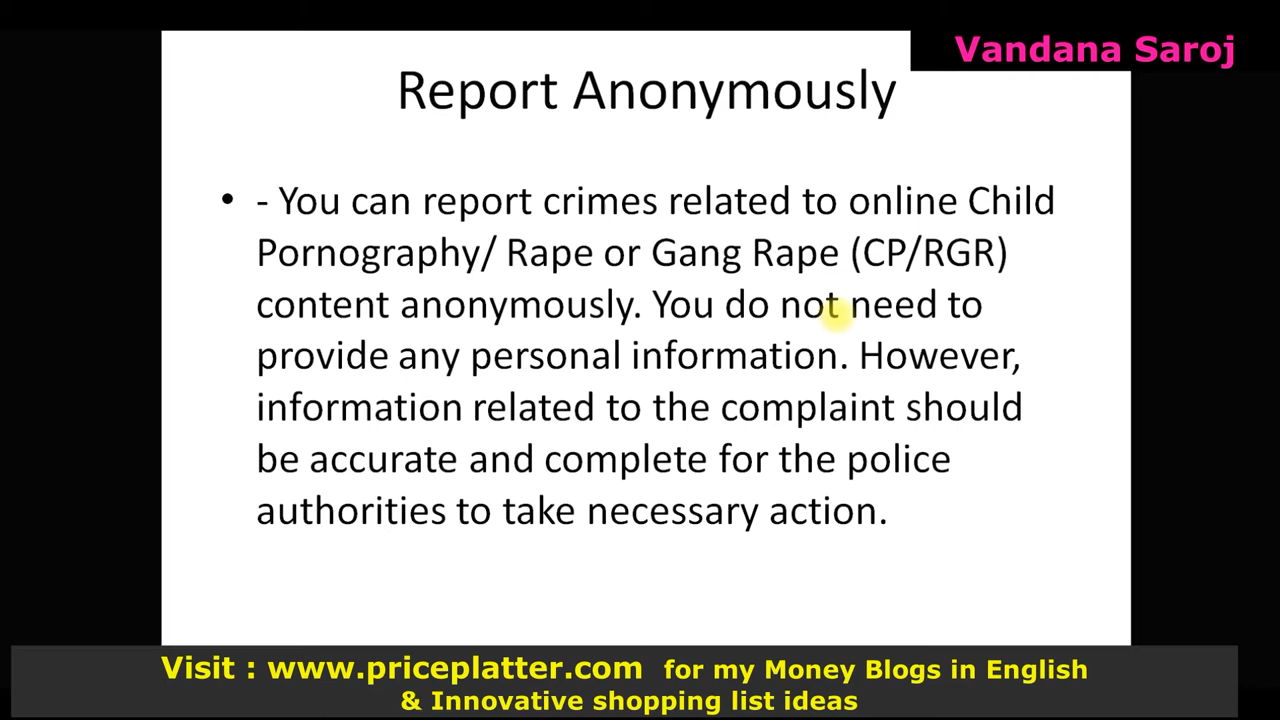 Vandana Saroj
Report Anonymously
• - You can report crimes related to online Child
Pornography/ Rape or Gang Rape (CP/RGR)
content anonymously. You do not need to
provide any personal information. However,
information related to the complaint should
be accurate and complete for the police
authorities to take necessary action.
Visit : www.priceplatter.com for my Money Blogs in English
& Innovative shopping list ideas